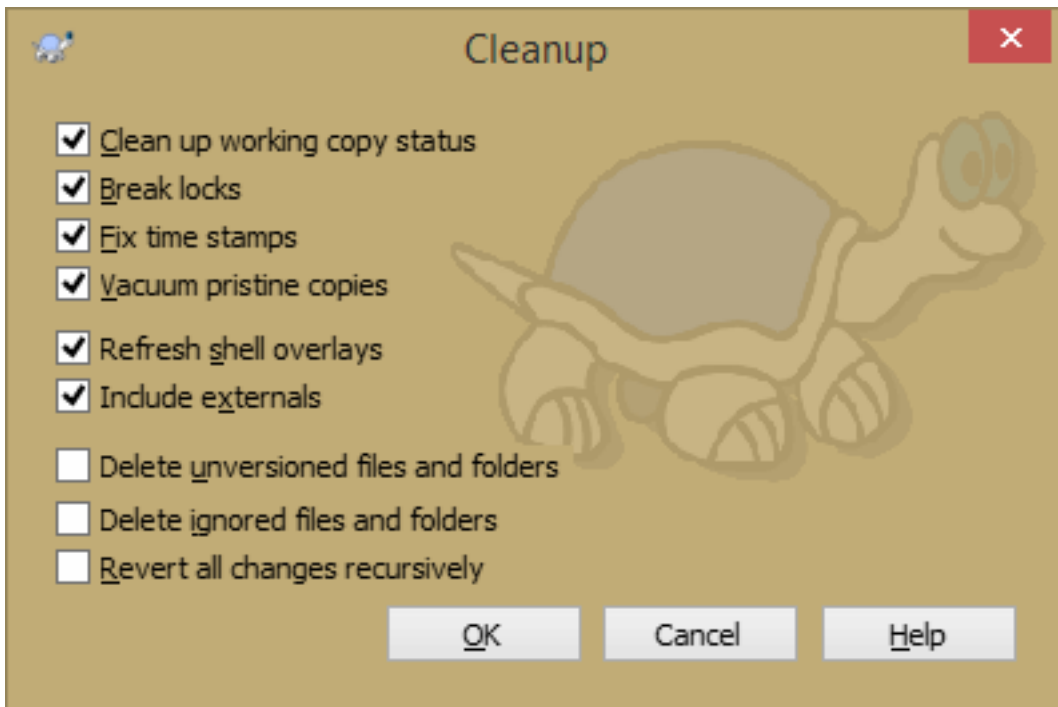 Cleanup
Clean up working copy status
Break locks
Fix time stamps
Vacuum pristine copies
Refresh shell overlays
Include externals
Delete unversioned files and folders
Delete ignored files and folders
Revert all changes recursively
OK Cancel Help